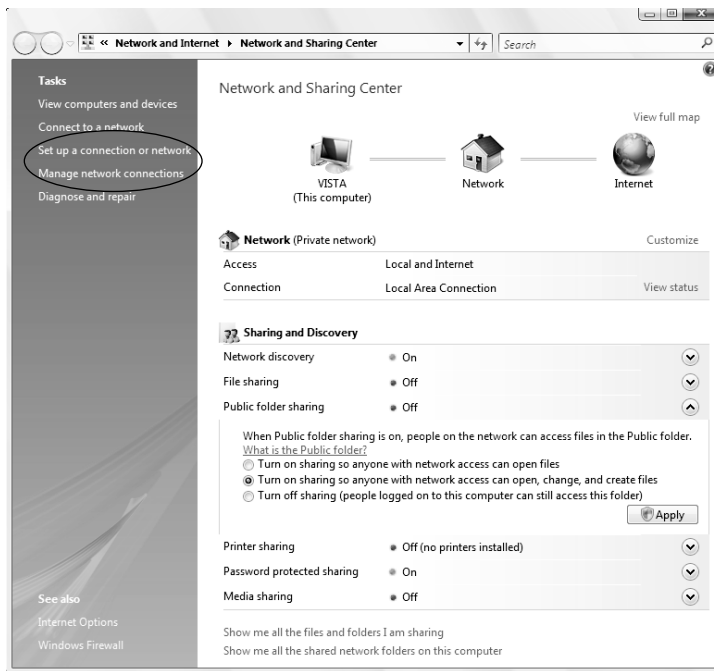 « Network and Internet ▸ Network and Sharing Center
Search
Tasks
View computers and devices
Connect to a network
Set up a connection or network
Manage network connections
Diagnose and repair
See also
Internet Options
Windows Firewall
Network and Sharing Center
View full map
VISTA
(This computer)
Network
Internet
Network (Private network)
Customize
Access Local and Internet
Connection Local Area Connection View status
Sharing and Discovery
Network discovery On
File sharing Off
Public folder sharing Off
When Public folder sharing is on, people on the network can access files in the Public folder.
What is the Public folder?
Turn on sharing so anyone with network access can open files
Turn on sharing so anyone with network access can open, change, and create files
Turn off sharing (people logged on to this computer can still access this folder)
Apply
Printer sharing Off (no printers installed)
Password protected sharing On
Media sharing Off
Show me all the files and folders I am sharing
Show me all the shared network folders on this computer